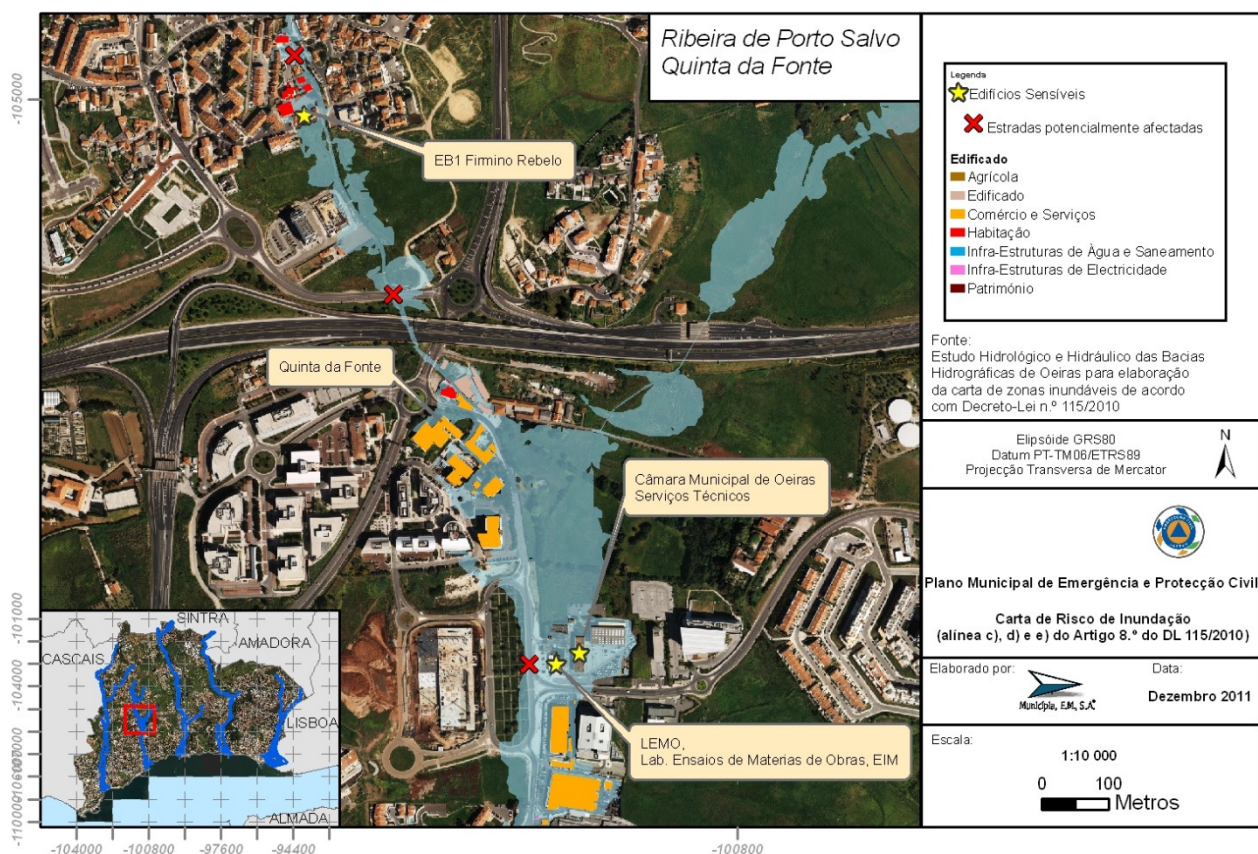 Ribeira de Porto Salvo
Quinta da Fonte
-105000
EB1 Firmino Rebelo
Quinta da Fonte
Câmara Municipal de Oeiras
Serviços Técnicos
LEMO,
Lab. Ensaios de Materias de Obras, EIM
-100800
SINTRA
AMADORA
CASCAIS
LISBOA
ALMADA
-101000
-104000
-107000
-110000
-104000
-100800
-97600
-94400
Legenda
Edifícios Sensíveis
Estradas potencialmente afectadas
Edificado
Agrícola
Edificado
Comércio e Serviços
Habitação
Infra-Estruturas de Àgua e Saneamento
Infra-Estruturas de Electricidade
Património
Fonte:
Estudo Hidrológico e Hidráulico das Bacias
Hidrográficas de Oeiras para elaboração
da carta de zonas inundáveis de acordo
com Decreto-Lei n.º 115/2010
Elipsóide GRS80
Datum PT-TM06/ETRS89
Projecção Transversa de Mercator
N
Plano Municipal de Emergência e Protecção Civil
Carta de Risco de Inundação
(alínea c), d) e e) do Artigo 8.º do DL 115/2010)
Elaborado por:
Municípia, E.M, S.A.
Data:
Dezembro 2011
Escala:
1:10 000
0 100
Metros